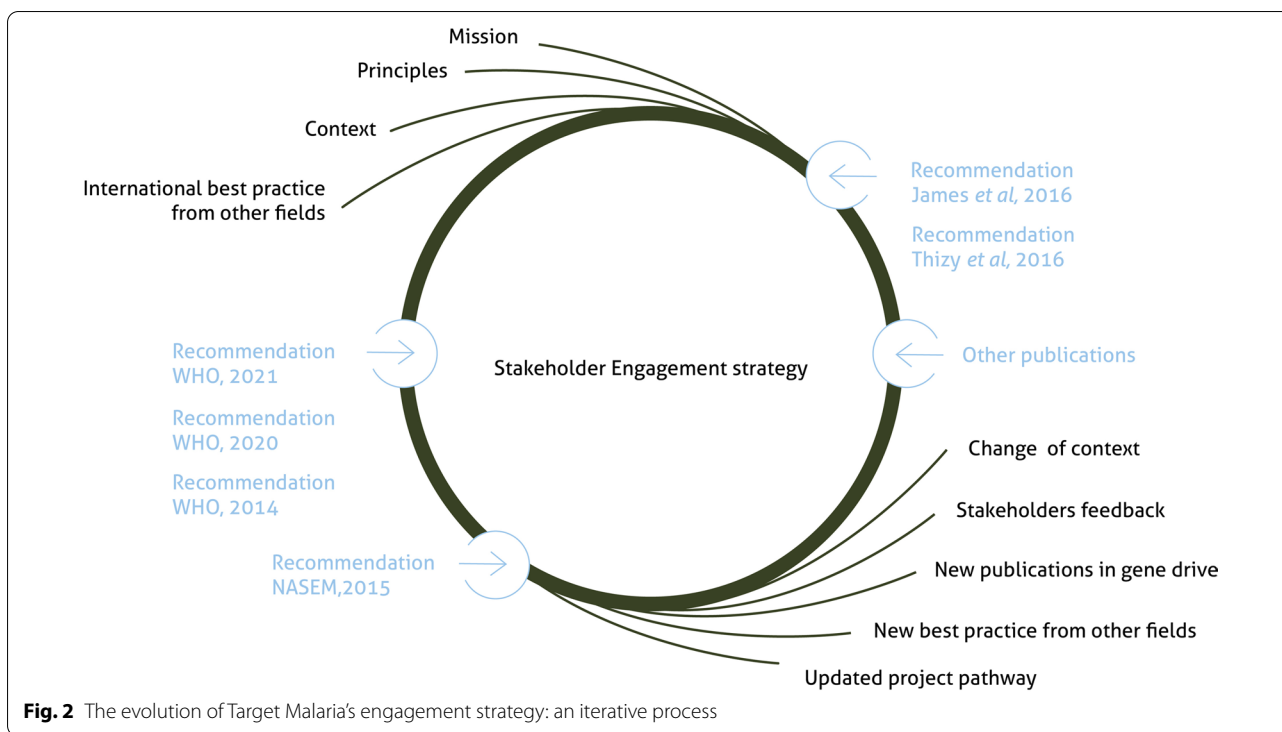 Mission
Principles
Context
International best practice
from other fields
Recommendation
James et al, 2016
Recommendation
Thizy et al, 2016
Other publications
Stakeholder Engagement strategy
Recommendation
WHO, 2021
Recommendation
WHO, 2020
Recommendation
WHO, 2014
Recommendation
NASEM,2015
Change of context
Stakeholders feedback
New publications in gene drive
New best practice from other fields
Updated project pathway
Fig. 2 The evolution of Target Malaria's engagement strategy: an iterative process